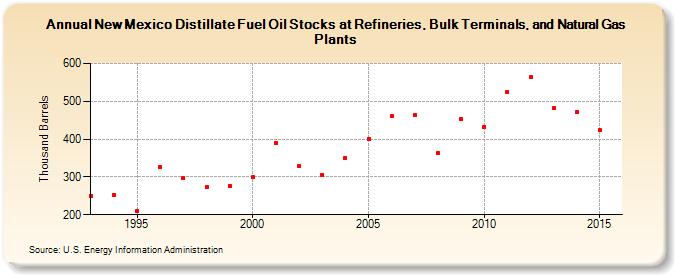 Annual New Mexico Distillate Fuel Oil Stocks at Refineries, Bulk Terminals, and Natural Gas
Plants
Thousand Barrels
600
500
400
300
200
1995
2000
2005
2010
2015
Source: U.S. Energy Information Administration